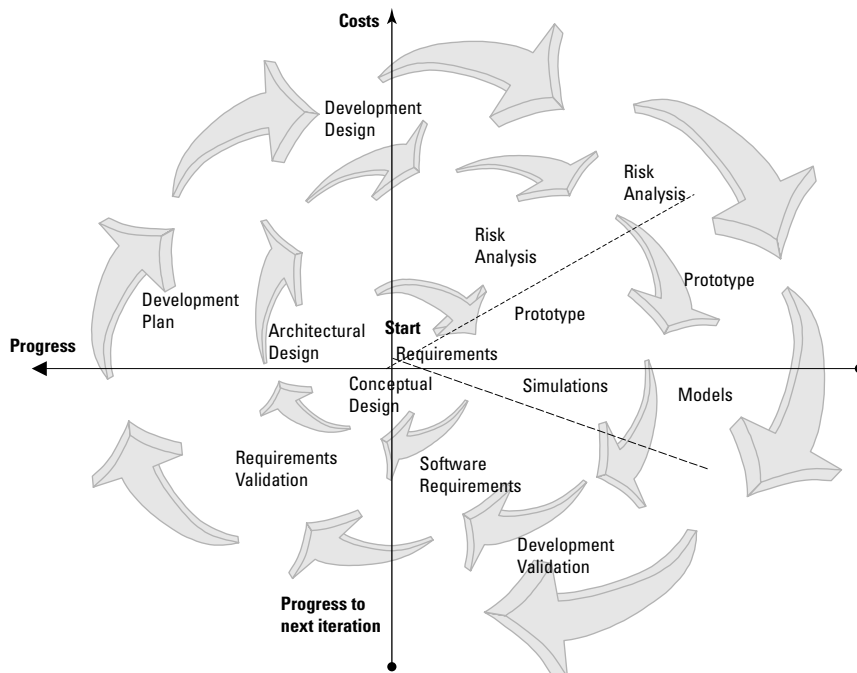 Costs
Development
Design
Risk
Analysis
Risk
Analysis
Prototype
Development
Plan
Prototype
Architectural
Design
Start
Progress
Requirements
Conceptual
Design
Simulations
Models
Requirements
Validation
Software
Requirements
Development
Validation
Progress to
next iteration